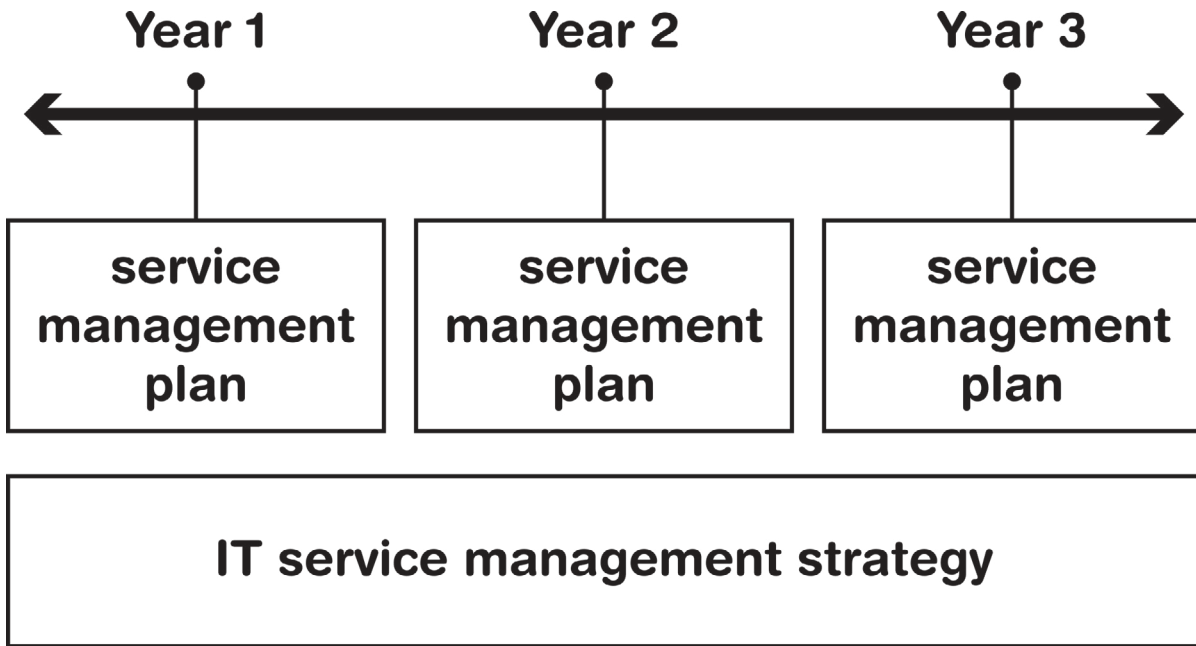 Year 1
Year 2
Year 3
service
management
plan
service
management
plan
service
management
plan
IT service management strategy